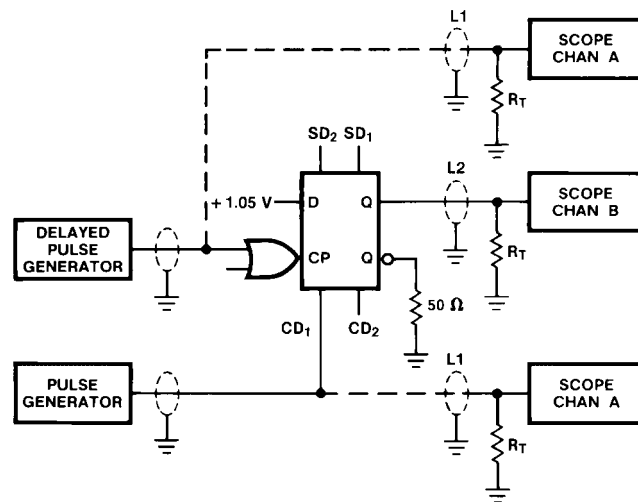 L1
SCOPE
CHAN A
RT
SD2 SD1
L2
+1.05 V
D
Q
SCOPE
CHAN B
DELAYED
PULSE
GENERATOR
CP
Q
RT
50 Ω
CD1
CD2
L1
PULSE
GENERATOR
SCOPE
CHAN A
RT